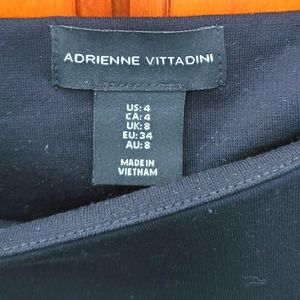 ADRIENNE VITTADINI
US: 4
CA: 4
UK: 8
EU: 34
AU: 8
MADE IN
VIETNAM